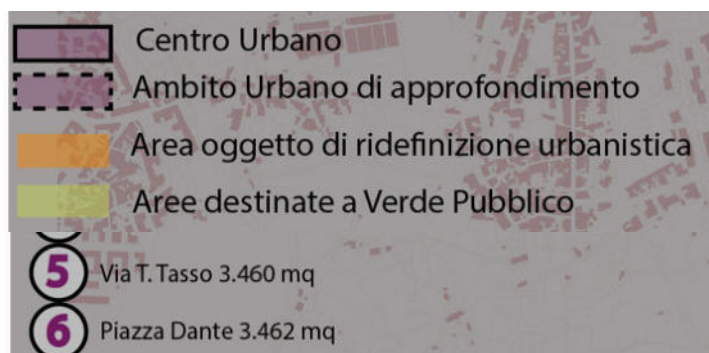 Centro Urbano
Ambito Urbano di approfondimento
Area oggetto di ridefinizione urbanistica
Aree destinate a Verde Pubblico
5 Via T. Tasso 3.460 mq
6 Piazza Dante 3.462 mq